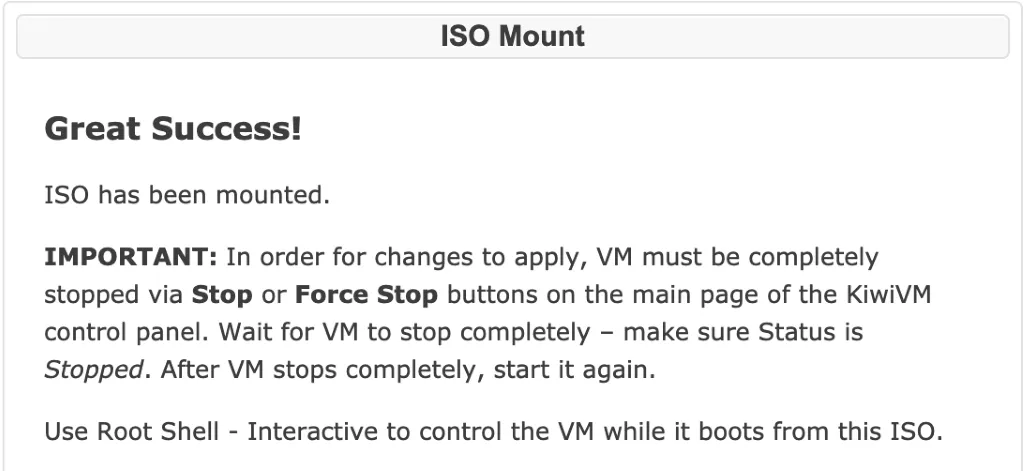 ISO Mount
Great Success!
ISO has been mounted.
IMPORTANT: In order for changes to apply, VM must be completely
stopped via Stop or Force Stop buttons on the main page of the KiwiVM
control panel. Wait for VM to stop completely – make sure Status is
Stopped. After VM stops completely, start it again.
Use Root Shell - Interactive to control the VM while it boots from this ISO.